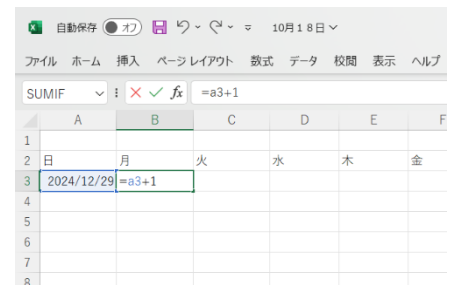 自動保存 オフ 10月18日
ファイル ホーム 挿入 ページ レイアウト 数式 データ 校閲 表示 ヘルプ
SUMIF fx =a3+1
A B C D E F
1
2 日 月 火 水 木 金
3 2024/12/29 =a3+1
4
5
6
7
8